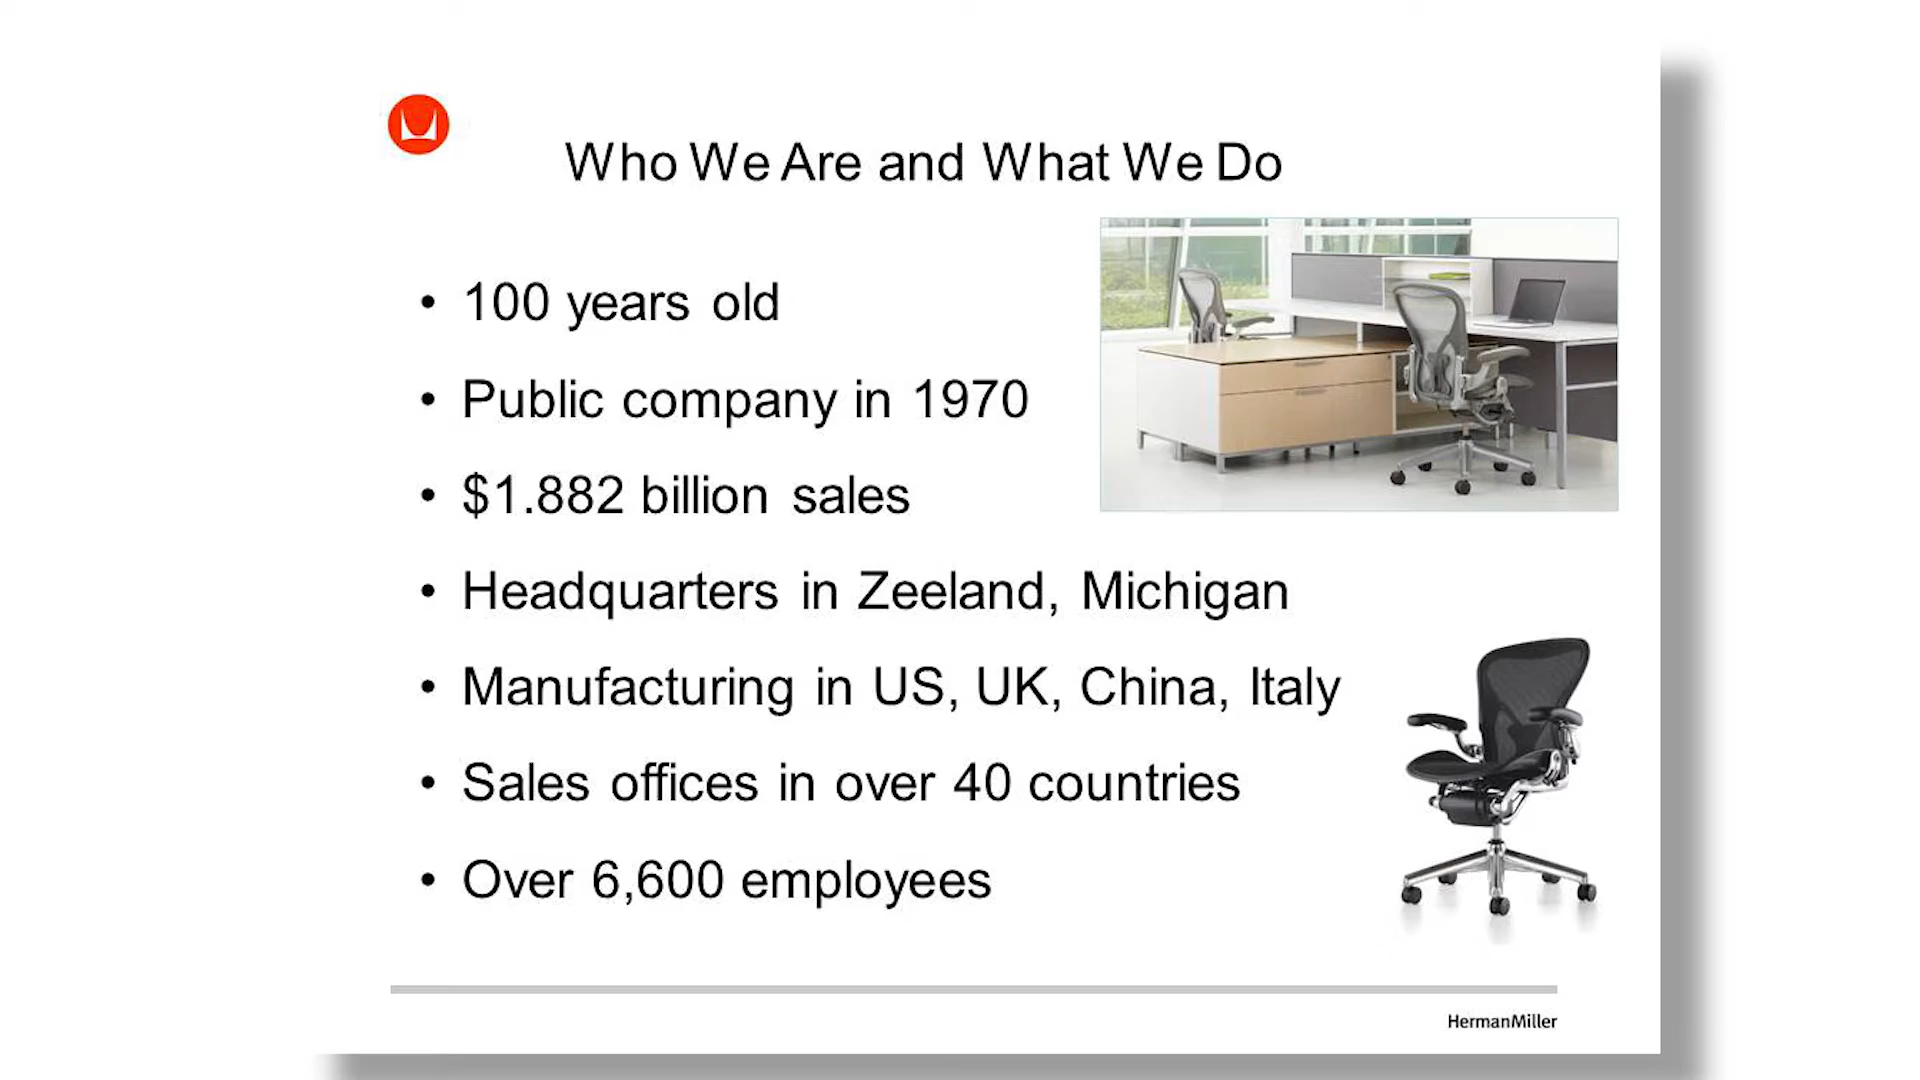 Who We Are and What We Do
• 100 years old
• Public company in 1970
• $1.882 billion sales
• Headquarters in Zeeland, Michigan
• Manufacturing in US, UK, China, Italy
• Sales offices in over 40 countries
• Over 6,600 employees
HermanMiller